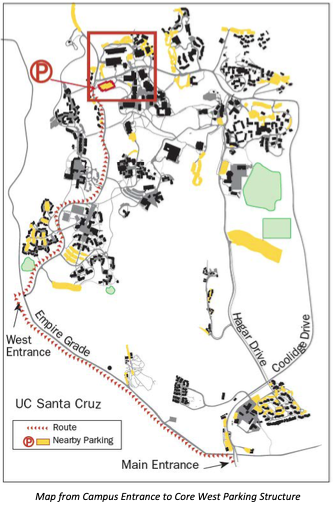 P
West
Entrance
Empire Grade
Hagar Drive
Coolidge Drive
UC Santa Cruz
Route
P Nearby Parking
Main Entrance
Map from Campus Entrance to Core West Parking Structure